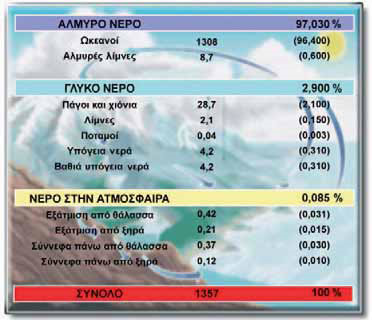 ΑΛΜΥΡΟ ΝΕΡΟ 97,030 %
Ωκεανοί 1308 (96,400)
Αλμυρές λίμνες 8,7 (0,600)
ΓΛΥΚΟ ΝΕΡΟ 2,900 %
Πάγοι και χιόνια 28,7 (2,100)
Λίμνες 2,1 (0,150)
Ποταμοί 0,04 (0,003)
Υπόγεια νερά 4,2 (0,310)
Βαθιά υπόγεια νερά 4,2 (0,310)
ΝΕΡΟ ΣΤΗΝ ΑΤΜΟΣΦΑΙΡΑ 0,085 %
Εξάτμιση από θάλασσα 0,42 (0,031)
Εξάτμιση από ξηρά 0,21 (0,015)
Σύννεφα πάνω από θάλασσα 0,37 (0,030)
Σύννεφα πάνω από ξηρά 0,12 (0,010)
ΣΥΝΟΛΟ 1357 100 %